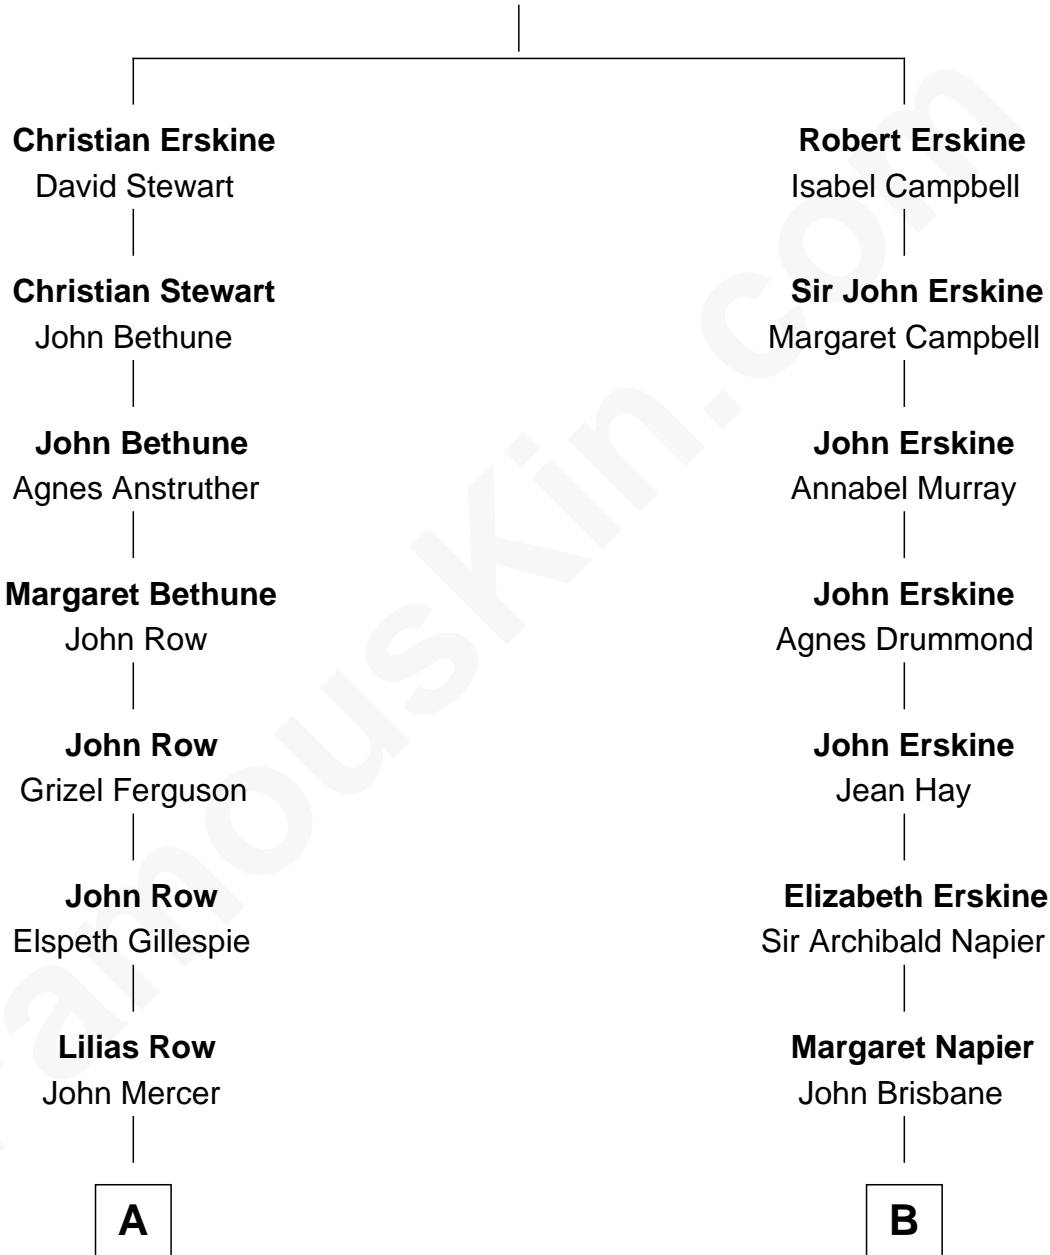 Christian Erskine
David Stewart
Christian Stewart
John Bethune
John Bethune
Agnes Anstruther
Margaret Bethune
John Row
John Row
Grizel Ferguson
John Row
Elspeth Gillespie
Lilias Row
John Mercer
A
Robert Erskine
Isabel Campbell
Sir John Erskine
Margaret Campbell
John Erskine
Annabel Murray
John Erskine
Agnes Drummond
John Erskine
Jean Hay
Elizabeth Erskine
Sir Archibald Napier
Margaret Napier
John Brisbane
B
FamousKin.com